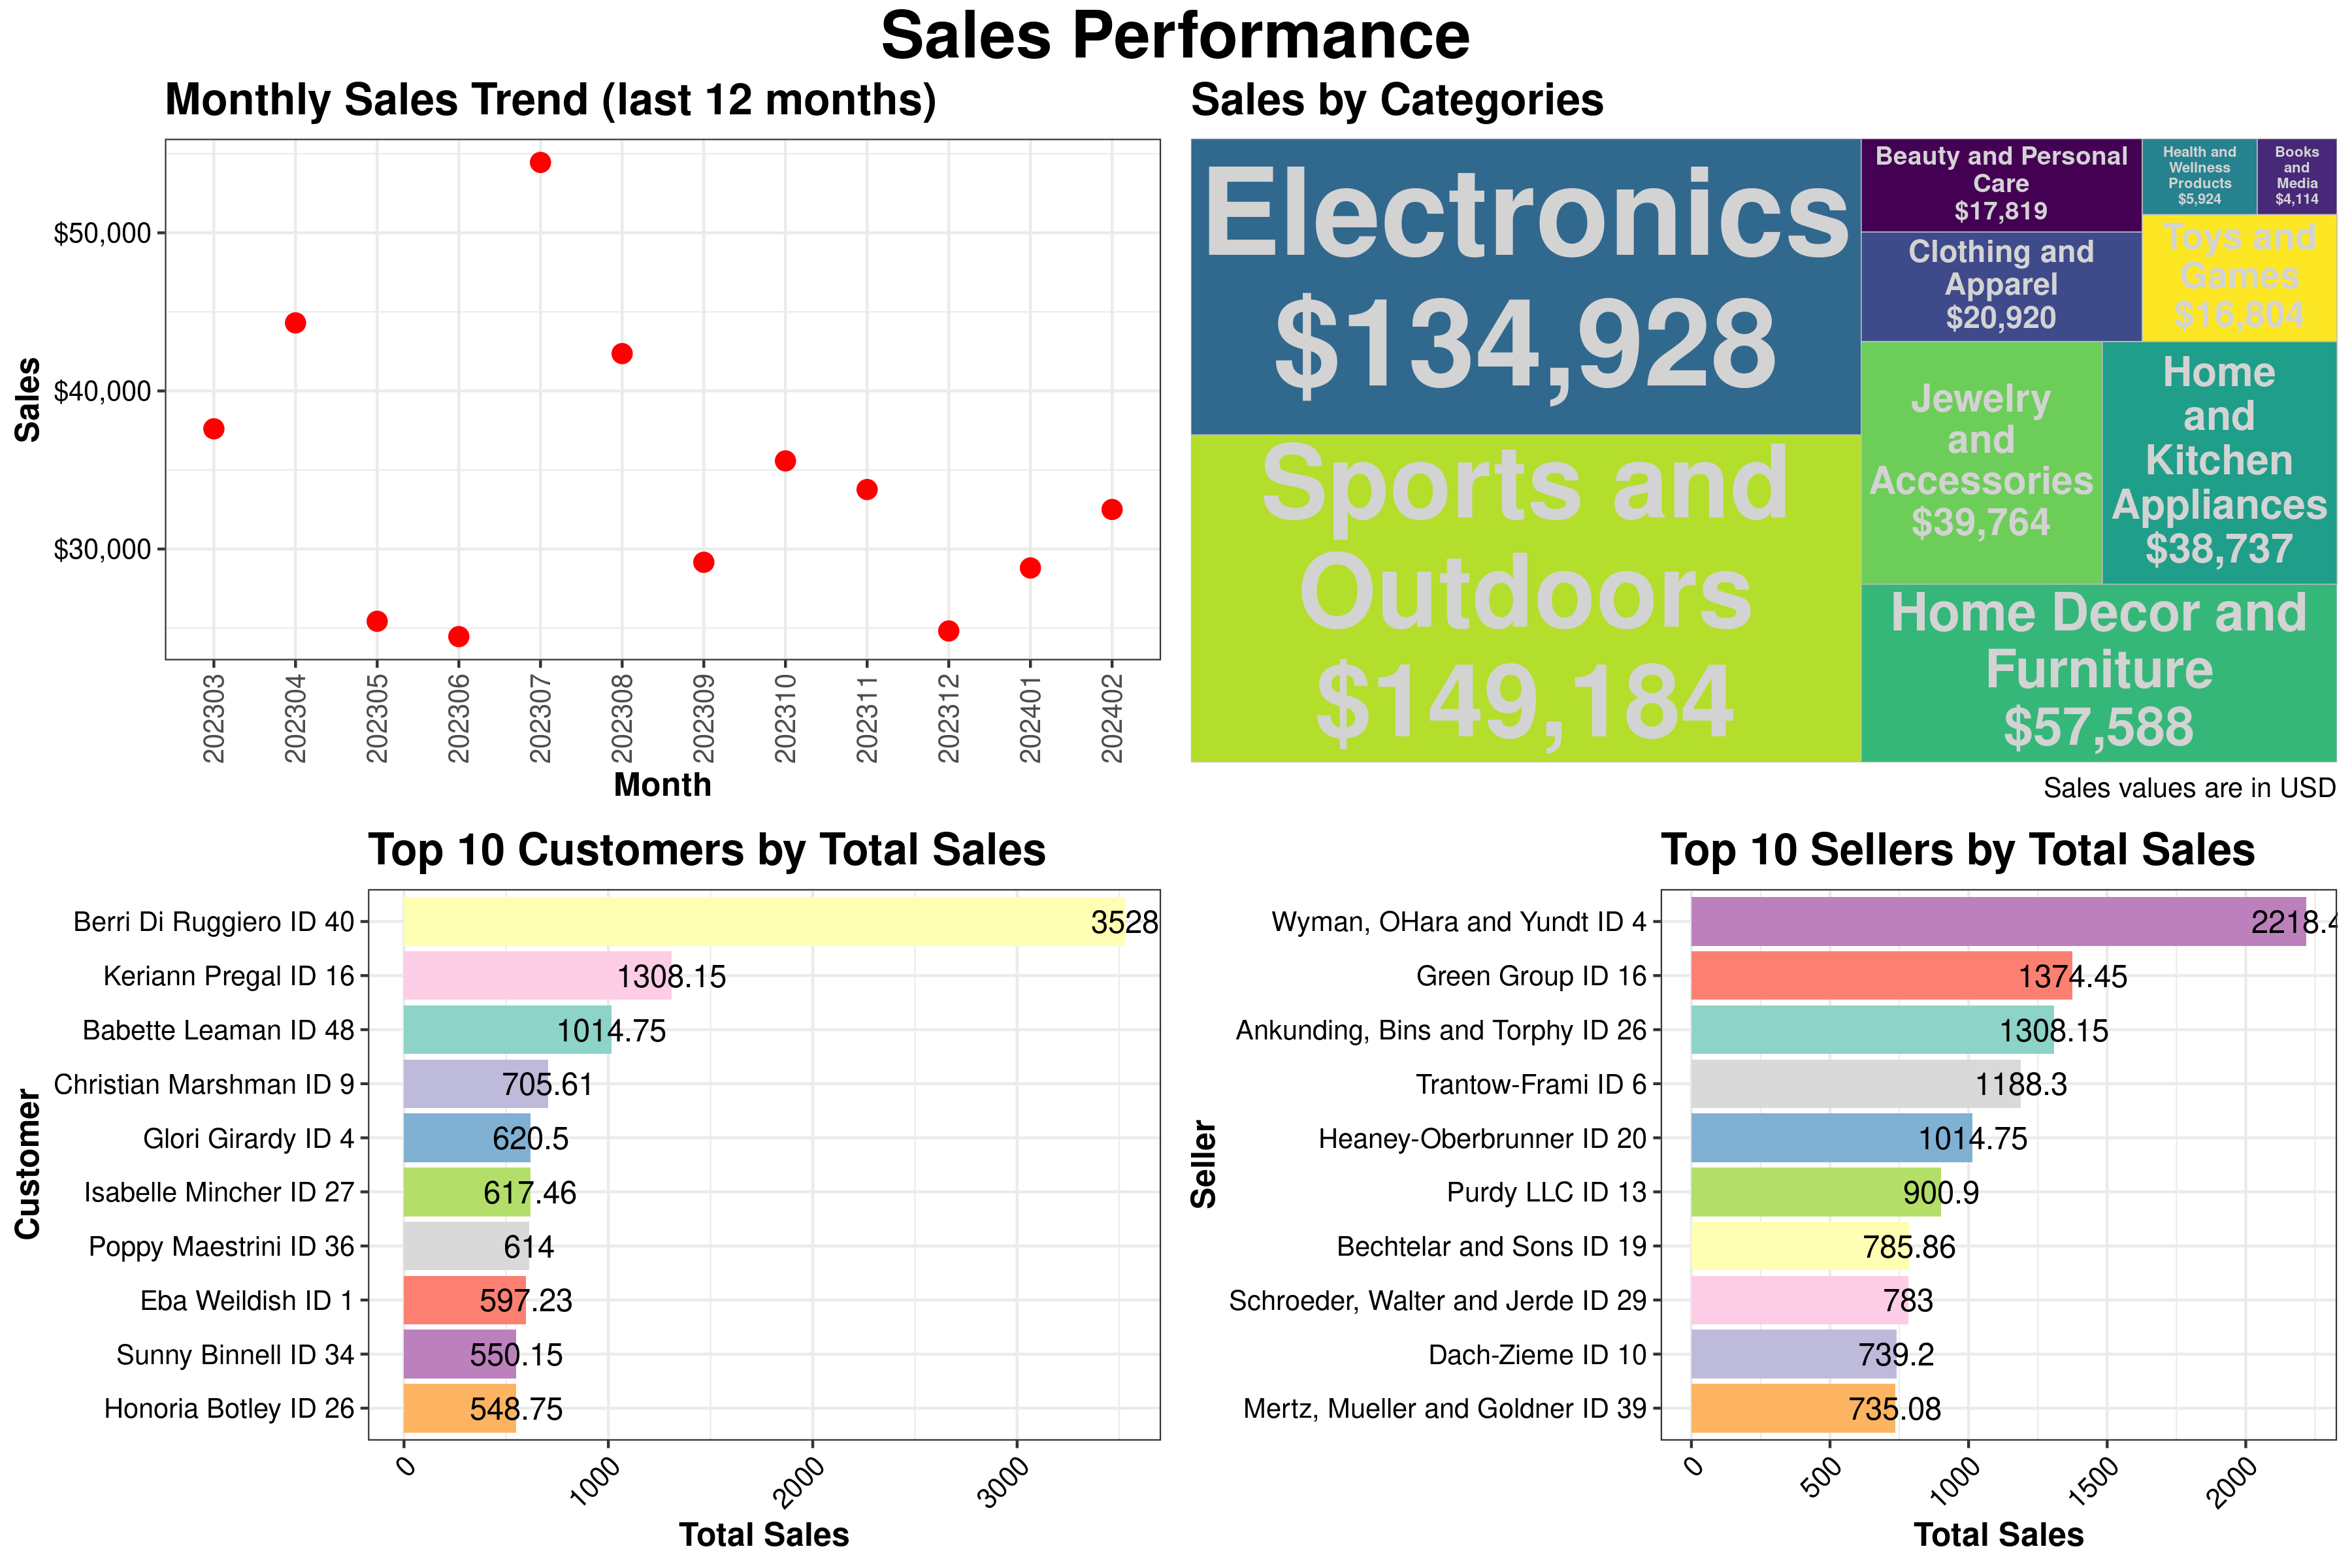 Sales Performance
Monthly Sales Trend (last 12 months)
Sales
$50,000
$40,000
$30,000
202303
202304
202305
202306
202307
202308
202309
202310
202311
202312
202401
202402
Month
Sales by Categories
Electronics
$134,928
Sports and
Outdoors
$149,184
Beauty and Personal
Care
$17,819
Health and
Wellness
Products
$5,924
Books
and
Media
$4,114
Clothing and
Apparel
$20,920
Toys and
Games
$16,804
Jewelry
and
Accessories
$39,764
Home
and
Kitchen
Appliances
$38,737
Home Decor and
Furniture
$57,588
Sales values are in USD
Top 10 Customers by Total Sales
Customer
Berri Di Ruggiero ID 40 3528
Keriann Pregal ID 16 1308.15
Babette Leaman ID 48 1014.75
Christian Marshman ID 9 705.61
Glori Girardy ID 4 620.5
Isabelle Mincher ID 27 617.46
Poppy Maestrini ID 36 614
Eba Weildish ID 1 597.23
Sunny Binnell ID 34 550.15
Honoria Botley ID 26 548.75
0 1000 2000 3000
Total Sales
Top 10 Sellers by Total Sales
Seller
Wyman, OHara and Yundt ID 4 2218.4
Green Group ID 16 1374.45
Ankunding, Bins and Torphy ID 26 1308.15
Trantow-Frami ID 6 1188.3
Heaney-Oberbrunner ID 20 1014.75
Purdy LLC ID 13 900.9
Bechtelar and Sons ID 19 785.86
Schroeder, Walter and Jerde ID 29 783
Dach-Zieme ID 10 739.2
Mertz, Mueller and Goldner ID 39 735.08
0 500 1000 1500 2000
Total Sales